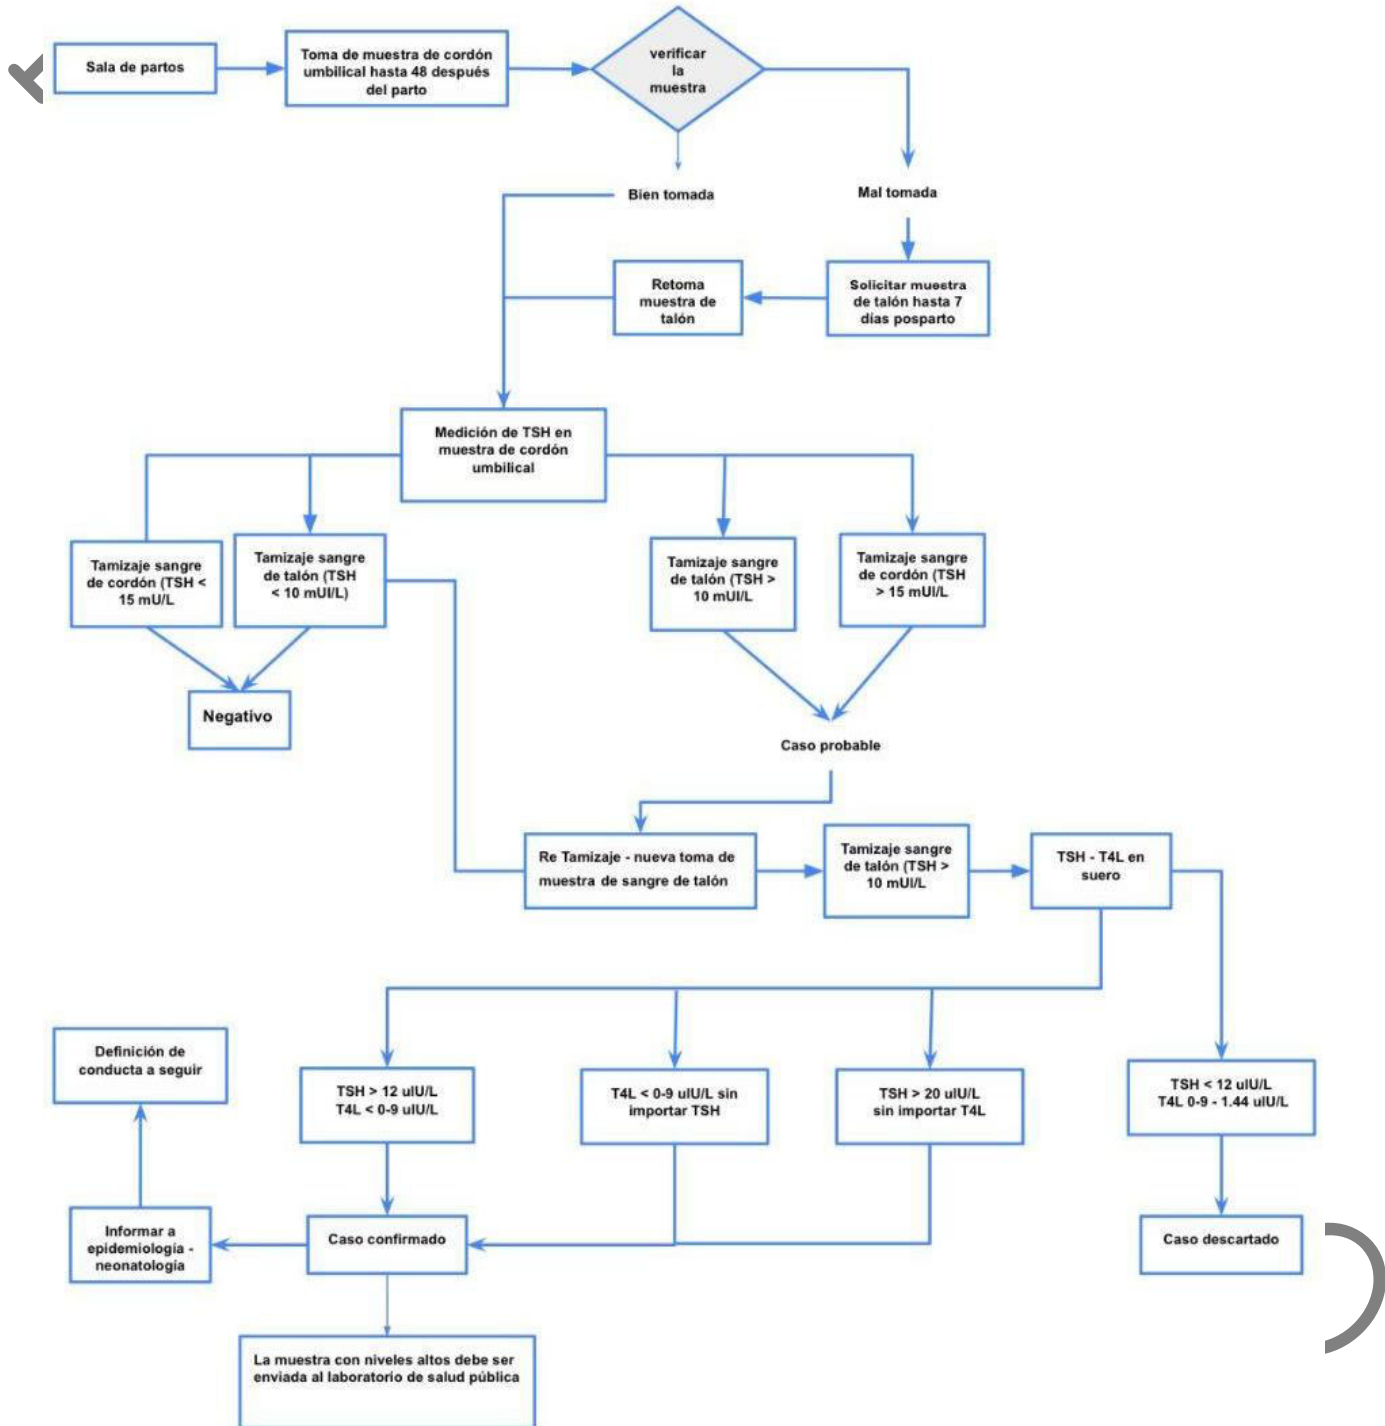 Sala de partos
Toma de muestra de cordón
umbilical hasta 48 después
del parto
verificar
la
muestra
Bien tomada
Mal tomada
Retoma
muestra de
talón
Solicitar muestra
de talón hasta 7
días posparto
Medición de TSH en
muestra de cordón
umbilical
Tamizaje sangre
de cordón (TSH <
15 mU/L
Tamizaje sangre
de talón (TSH
< 10 mUI/L)
Tamizaje sangre
de talón (TSH >
10 mUI/L
Tamizaje sangre
de cordón (TSH
> 15 mUI/L
Negativo
Caso probable
Re Tamizaje - nueva toma de
muestra de sangre de talón
Tamizaje sangre
de talón (TSH >
10 mUI/L
TSH - T4L en
suero
Definición de
conducta a seguir
TSH > 12 uIU/L
T4L < 0-9 uIU/L
T4L < 0-9 uIU/L sin
importar TSH
TSH > 20 uIU/L
sin importar T4L
TSH < 12 uIU/L
T4L 0-9 - 1.44 uIU/L
Informar a
epidemiología -
neonatología
Caso confirmado
Caso descartado
La muestra con niveles altos debe ser
enviada al laboratorio de salud pública